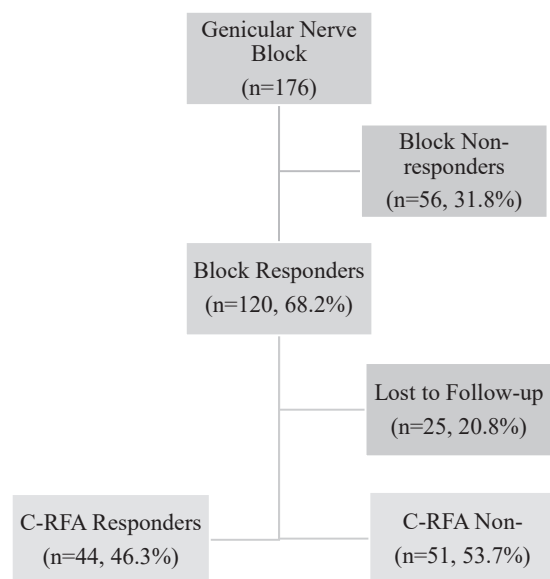 Genicular Nerve
Block
(n=176)
Block Non-
responders
(n=56, 31.8%)
Block Responders
(n=120, 68.2%)
Lost to Follow-up
(n=25, 20.8%)
C-RFA Responders
(n=44, 46.3%)
C-RFA Non-
(n=51, 53.7%)